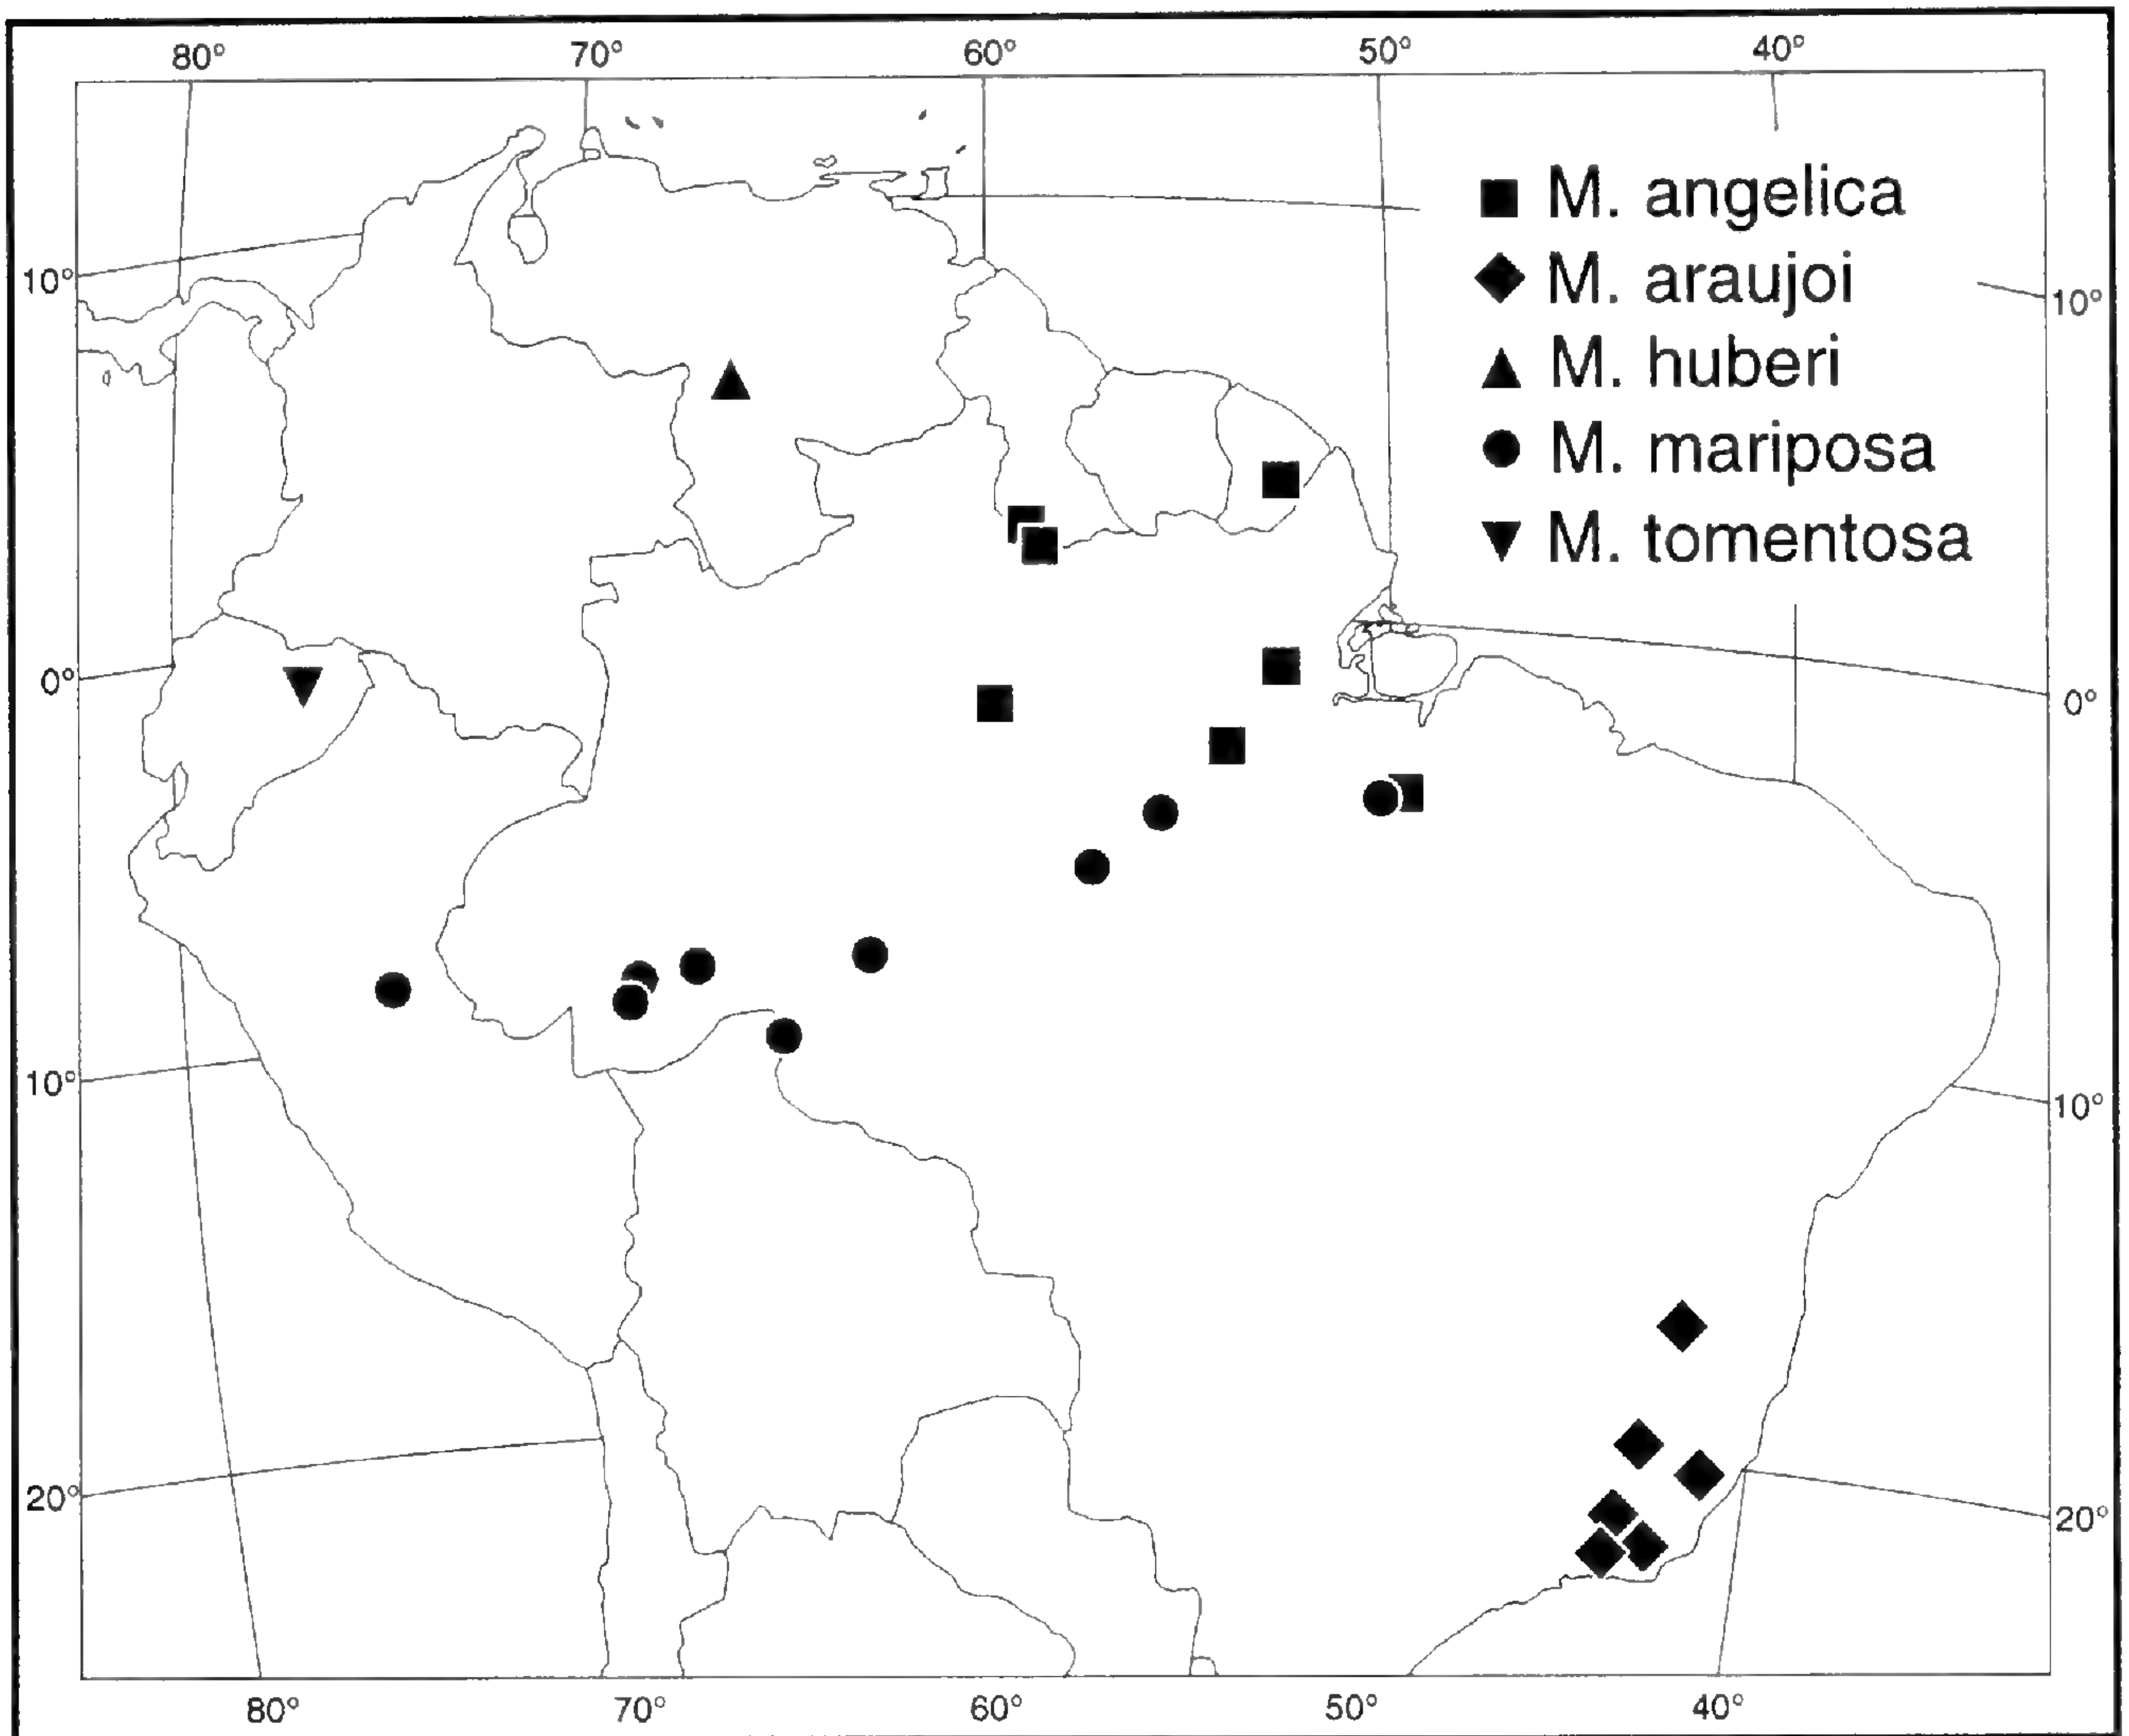 80° 70° 60° 50° 40°
M. angelica
M. araujoi
10° 10°
M. huberi
M. mariposa
M. tomentosa
0° 0°
10° 10°
20° 20°
80° 70° 60° 50° 40°